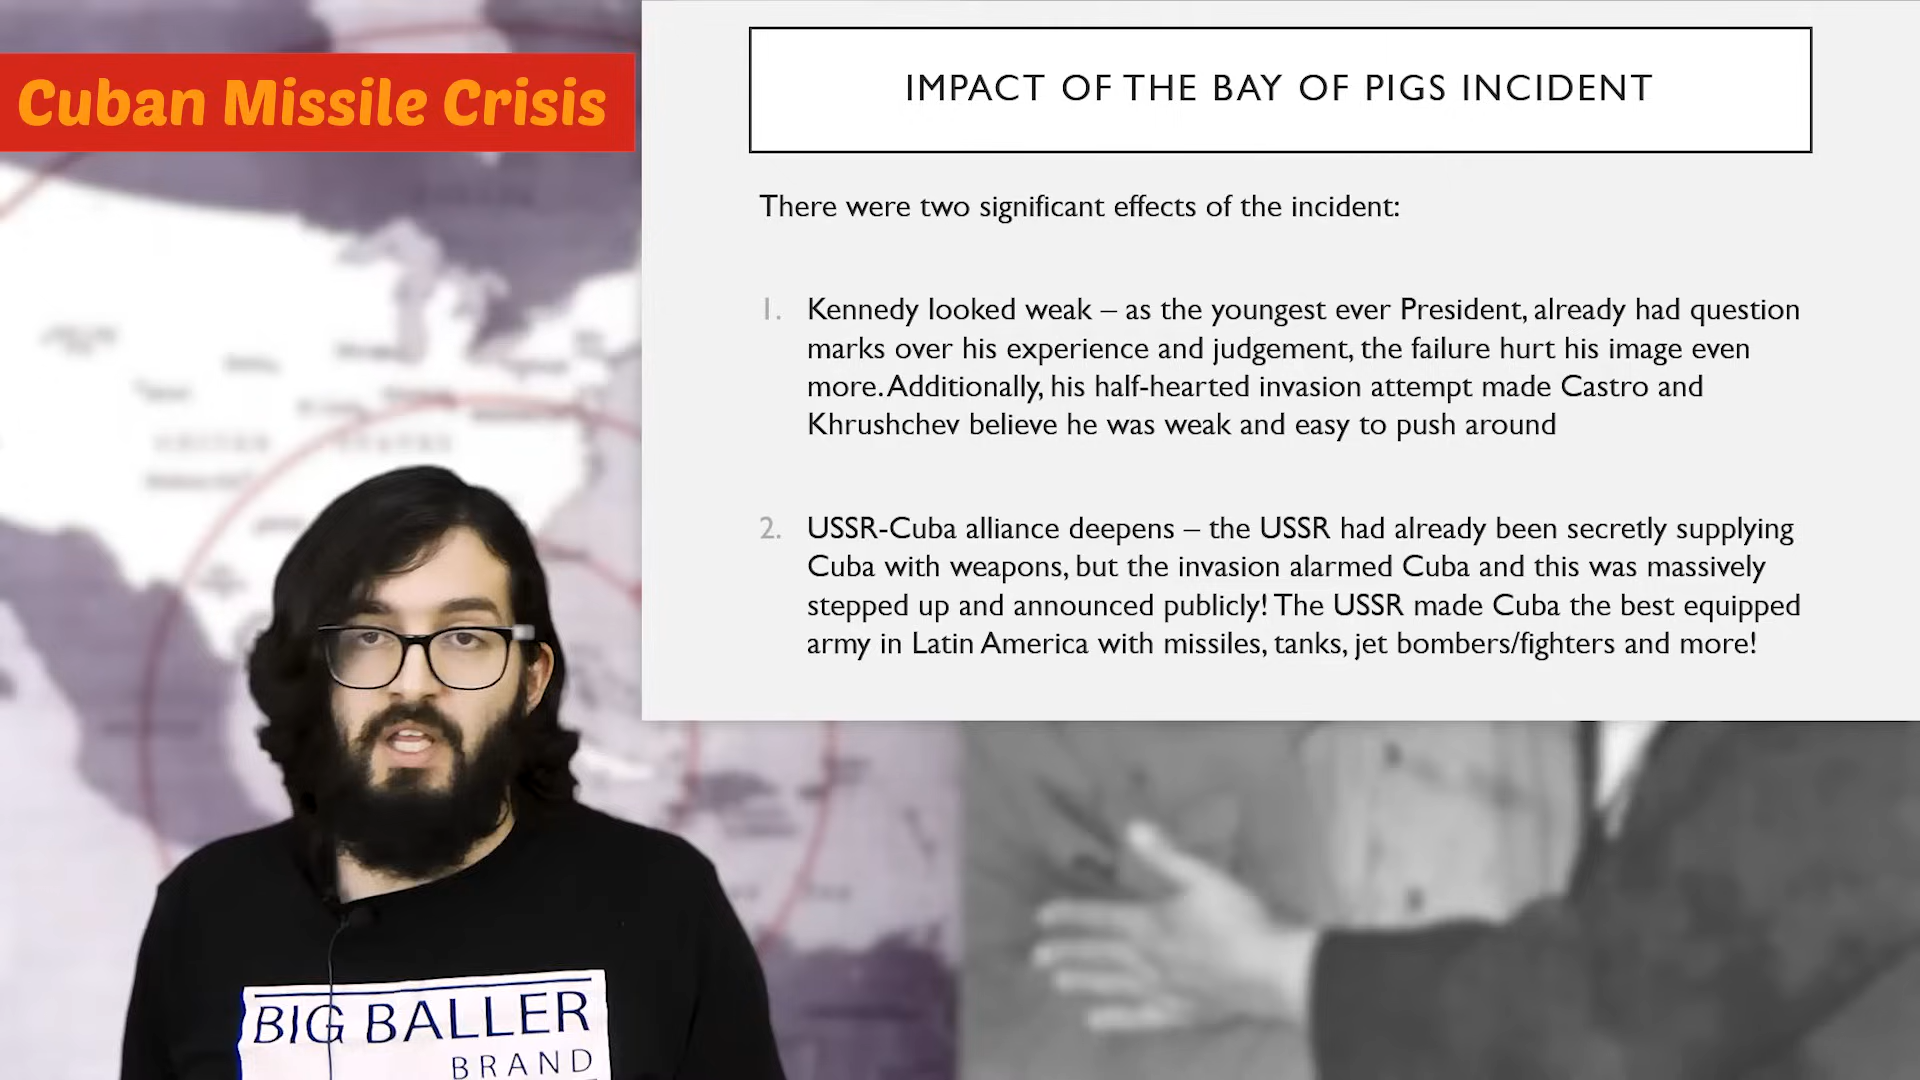 Cuban Missile Crisis
IMPACT OF THE BAY OF PIGS INCIDENT
There were two significant effects of the incident:
1. Kennedy looked weak – as the youngest ever President, already had question
marks over his experience and judgement, the failure hurt his image even
more. Additionally, his half-hearted invasion attempt made Castro and
Khrushchev believe he was weak and easy to push around
2. USSR-Cuba alliance deepens – the USSR had already been secretly supplying
Cuba with weapons, but the invasion alarmed Cuba and this was massively
stepped up and announced publicly! The USSR made Cuba the best equipped
army in Latin America with missiles, tanks, jet bombers/fighters and more!
BIG BALLER
BRAND